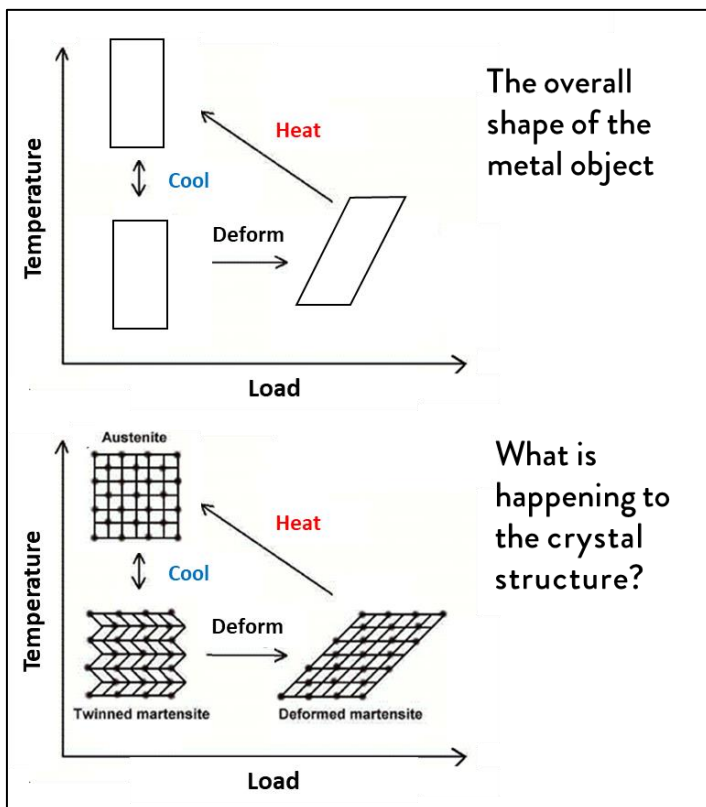 The overall
shape of the
metal object
Temperature
Heat
Cool
Deform
Load
What is
happening to
the crystal
structure?
Temperature
Austenite
Heat
Cool
Deform
Twinned martensite
Deformed martensite
Load